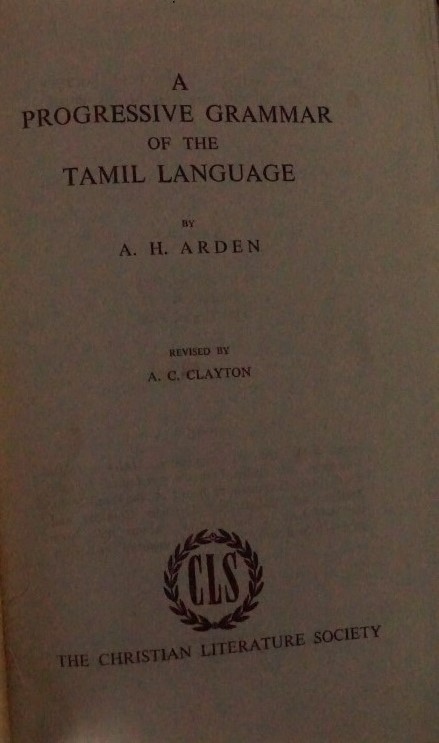 A
PROGRESSIVE GRAMMAR
OF THE
TAMIL LANGUAGE
BY
A. H. ARDEN
REVISED BY
A. C. CLAYTON
CLS
THE CHRISTIAN LITERATURE SOCIETY